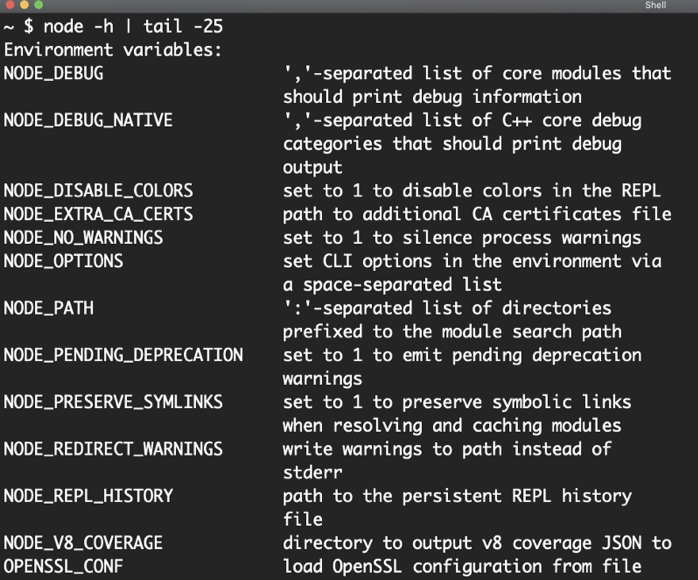 Shell
~ $ node -h | tail -25
Environment variables:
NODE_DEBUG                  ','-separated list of core modules that
                            should print debug information
NODE_DEBUG_NATIVE           ','-separated list of C++ core debug
                            categories that should print debug
                            output
NODE_DISABLE_COLORS         set to 1 to disable colors in the REPL
NODE_EXTRA_CA_CERTS         path to additional CA certificates file
NODE_NO_WARNINGS            set to 1 to silence process warnings
NODE_OPTIONS                set CLI options in the environment via
                            a space-separated list
NODE_PATH                   ':'-separated list of directories
                            prefixed to the module search path
NODE_PENDING_DEPRECATION    set to 1 to emit pending deprecation
                            warnings
NODE_PRESERVE_SYMLINKS      set to 1 to preserve symbolic links
                            when resolving and caching modules
NODE_REDIRECT_WARNINGS      write warnings to path instead of
                            stderr
NODE_REPL_HISTORY           path to the persistent REPL history
                            file
NODE_V8_COVERAGE            directory to output v8 coverage JSON to
OPENSSL_CONF                load OpenSSL configuration from file